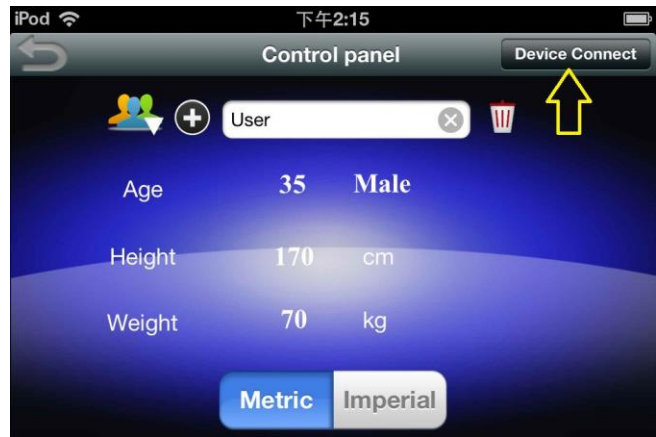 iPod 下午2:15
Control panel Device Connect
User
Age 35 Male
Height 170 cm
Weight 70 kg
Metric Imperial